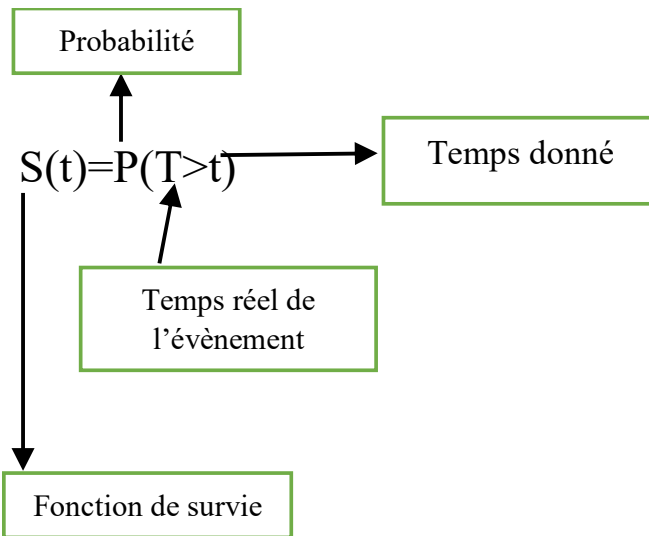 Probabilité
S(t)=P(T>t)
Temps donné
Temps réel de
l’évènement
Fonction de survie